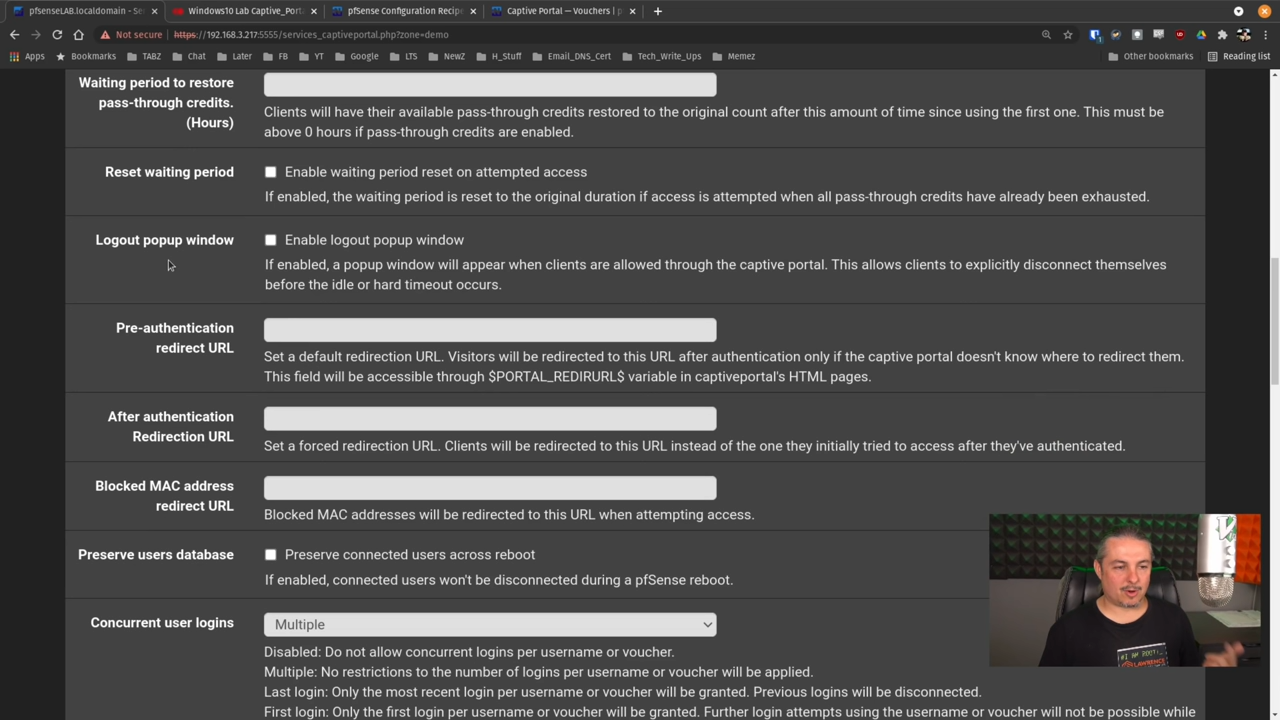 pfsenseLAB.localdomain - Se
Windows10 Lab Captive_Port
pfSense Configuration Recip
Captive Portal — Vouchers | p
Not secure
https://192.168.3.217:5555/services_captiveportal.php?zone=demo
Apps
Bookmarks
TABZ
Chat
Later
FB
YT
Google
LTS
NewZ
H_Stuff
Email_DNS_Cert
Tech_Write_Ups
Memez
Other bookmarks
Reading list
Waiting period to restore
pass-through credits.
(Hours)
Clients will have their available pass-through credits restored to the original count after this amount of time since using the first one. This must be
above 0 hours if pass-through credits are enabled.
Reset waiting period
Enable waiting period reset on attempted access
If enabled, the waiting period is reset to the original duration if access is attempted when all pass-through credits have already been exhausted.
Logout popup window
Enable logout popup window
If enabled, a popup window will appear when clients are allowed through the captive portal. This allows clients to explicitly disconnect themselves
before the idle or hard timeout occurs.
Pre-authentication
redirect URL
Set a default redirection URL. Visitors will be redirected to this URL after authentication only if the captive portal doesn't know where to redirect them.
This field will be accessible through $PORTAL_REDIRURL$ variable in captiveportal's HTML pages.
After authentication
Redirection URL
Set a forced redirection URL. Clients will be redirected to this URL instead of the one they initially tried to access after they've authenticated.
Blocked MAC address
redirect URL
Blocked MAC addresses will be redirected to this URL when attempting access.
Preserve users database
Preserve connected users across reboot
If enabled, connected users won't be disconnected during a pfSense reboot.
Concurrent user logins
Multiple
Disabled: Do not allow concurrent logins per username or voucher.
Multiple: No restrictions to the number of logins per username or voucher will be applied.
Last login: Only the most recent login per username or voucher will be granted. Previous logins will be disconnected.
First login: Only the first login per username or voucher will be granted. Further login attempts using the username or voucher will not be possible while